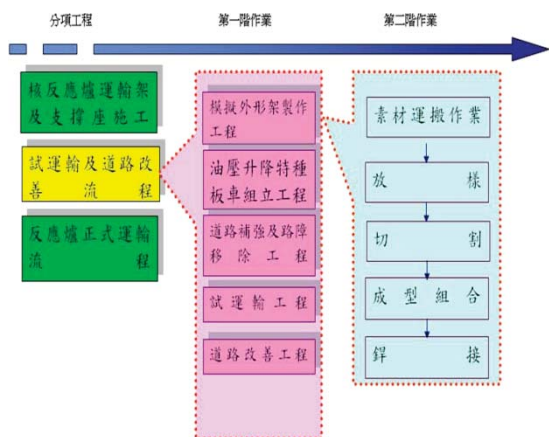 分項工程
第一階作業
第二階作業
核反應爐運輸架
及支撐座施工
試運輸及道路改
善流程
反應爐正式運輸
流程
模擬外形架製作
工程
油壓升降特種
板車組立工程
道路補強及路障
移除工程
試運輸工程
道路改善工程
素材運搬作業
放樣
切割
成型組合
銲接